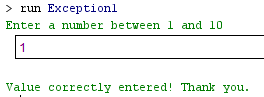 > run Exception1
Enter a number between 1 and 10
1
Value correctly entered! Thank you.